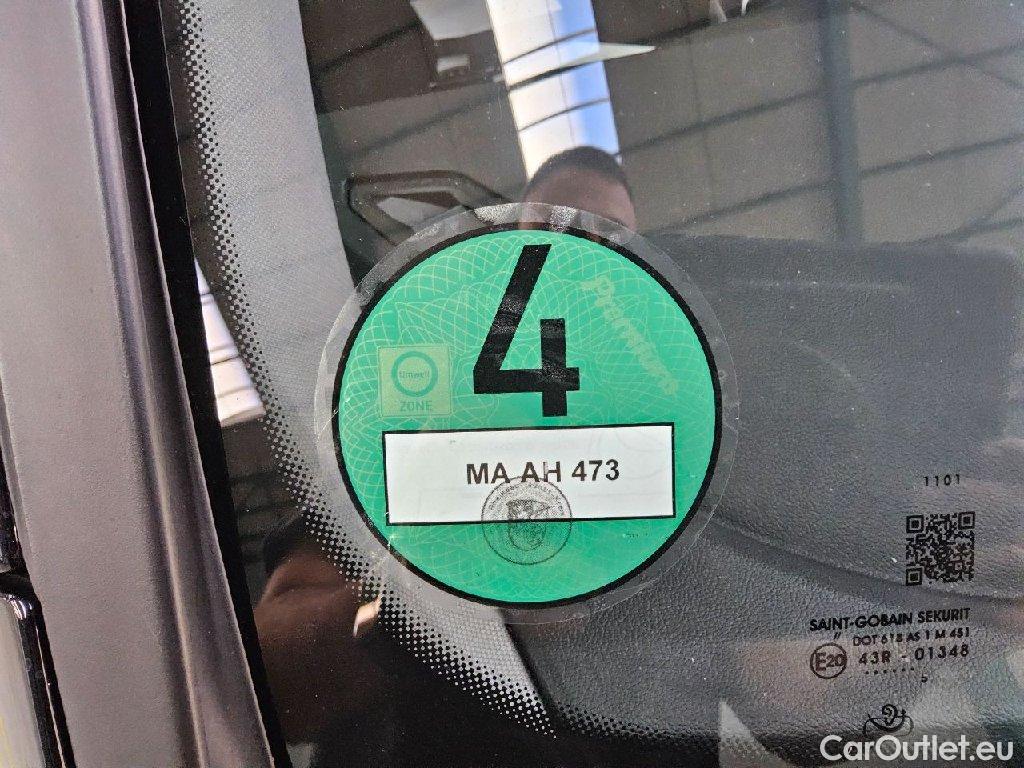 4
Premium
Umwelt
ZONE
MA AH 473
1101
SAINT-GOBAIN SEKURIT
DOT 618 AS 1 M 451
E20 43R - 01348
CarOutlet.eu